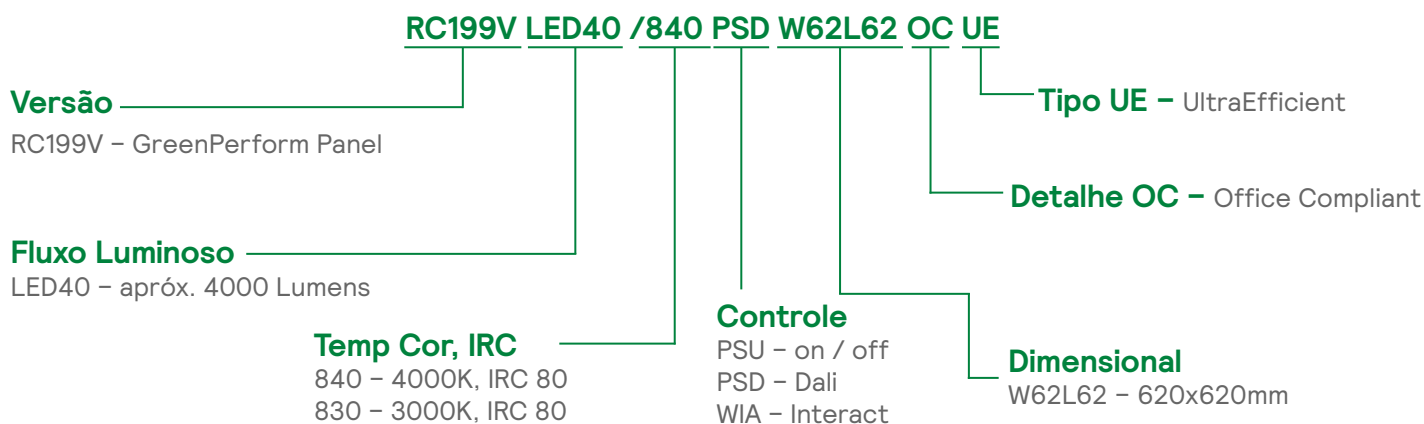 RC199V LED40 /840 PSD W62L62 OC UE
Versão
RC199V – GreenPerform Panel
Tipo UE – UltraEfficient
Detalhe OC – Office Compliant
Fluxo Luminoso
LED40 – apróx. 4000 Lumens
Temp Cor, IRC
840 – 4000K, IRC 80
830 – 3000K, IRC 80
Controle
PSU – on / off
PSD – Dali
WIA – Interact
Dimensional
W62L62 – 620x620mm